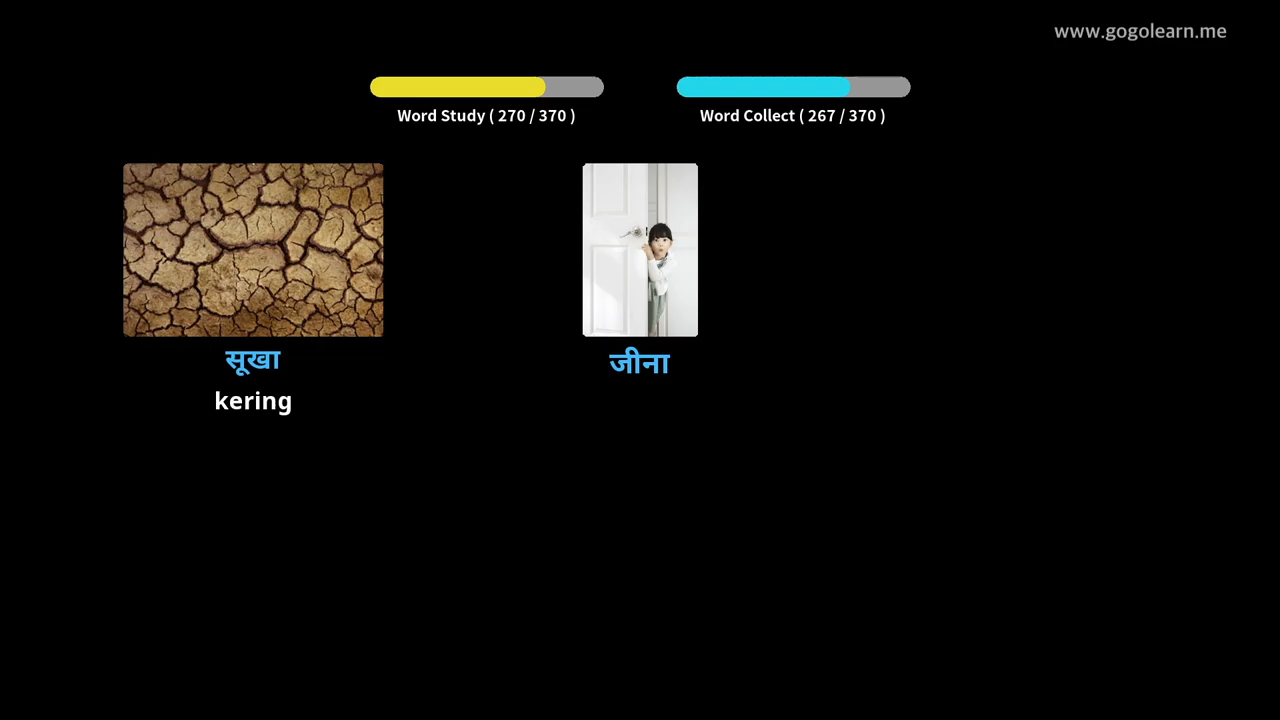 www.gogolearn.me
Word Study ( 270 / 370 )
Word Collect ( 267 / 370 )
सूखा
जीना
kering